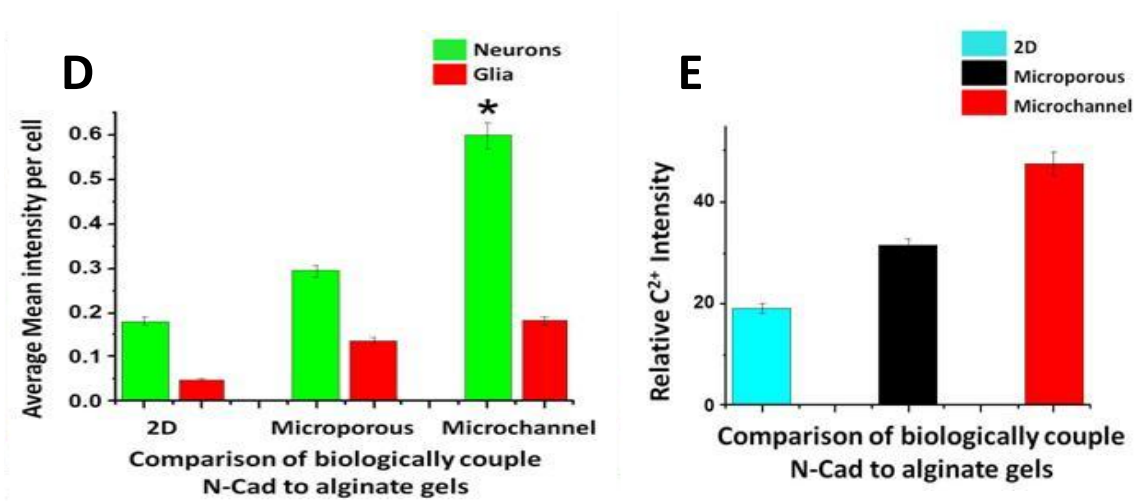 D
Neurons
Glia
*
Average Mean intensity per cell
0.6
0.5
0.4
0.3
0.2
0.1
0.0
2D Microporous Microchannel
Comparison of biologically couple
N-Cad to alginate gels
E
2D
Microporous
Microchannel
Relative C²⁺ Intensity
40
20
0
Comparison of biologically couple
N-Cad to alginate gels